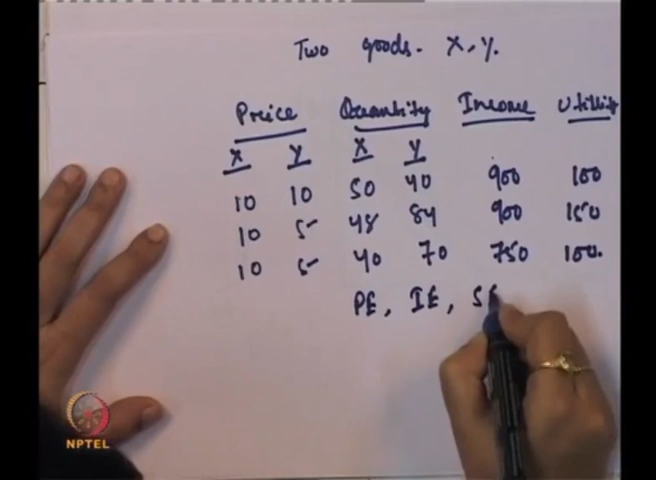 Two goods. X, Y.
Price Quantity Income Utility
X Y X Y
10 10 50 40 900 100
10 5 48 84 900 150
10 5 40 70 750 100.
PE, IE, SE
NPTEL